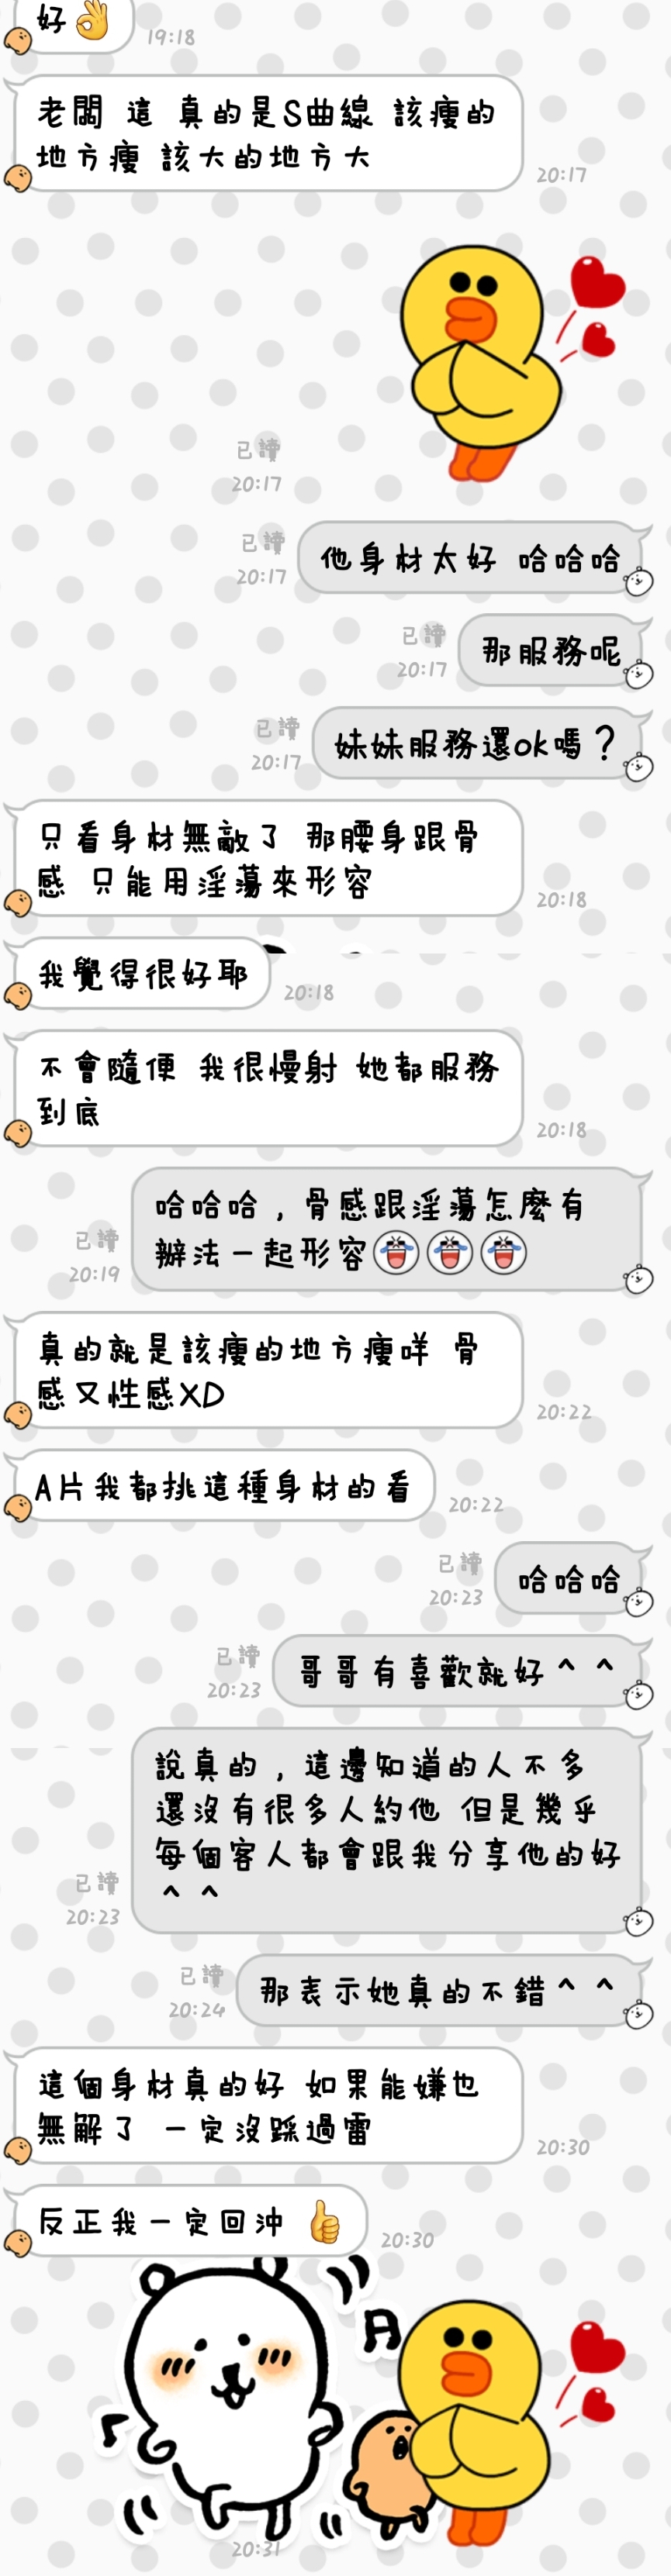 好👌
19:18
老闆 這 真的是S曲線 該瘦的
地方瘦 該大的地方大
20:17
已讀
20:17
已讀
20:17
他身材太好 哈哈哈
已讀
20:17
那服務呢
已讀
20:17
妹妹服務還ok嗎？
只看身材無敵了 那腰身跟骨
感 只能用淫蕩來形容
20:18
我覺得很好耶
20:18
不會隨便 我很慢射 她都服務
到底
20:18
哈哈哈，骨感跟淫蕩怎麼有
辦法一起形容
已讀
20:19
真的就是該瘦的地方瘦咩 骨
感又性感XD
20:22
A片我都挑這種身材的看
20:22
已讀
20:23
哈哈哈
已讀
20:23
哥哥有喜歡就好^ ^
說真的，這邊知道的人不多
還沒有很多人約他 但是幾乎
每個客人都會跟我分享他的好
^ ^
已讀
20:23
已讀
20:24
那表示她真的不錯^ ^
這個身材真的好 如果能嫌也
無解了 一定沒踩過雷
20:30
反正我一定回沖 👍
20:30
20:31